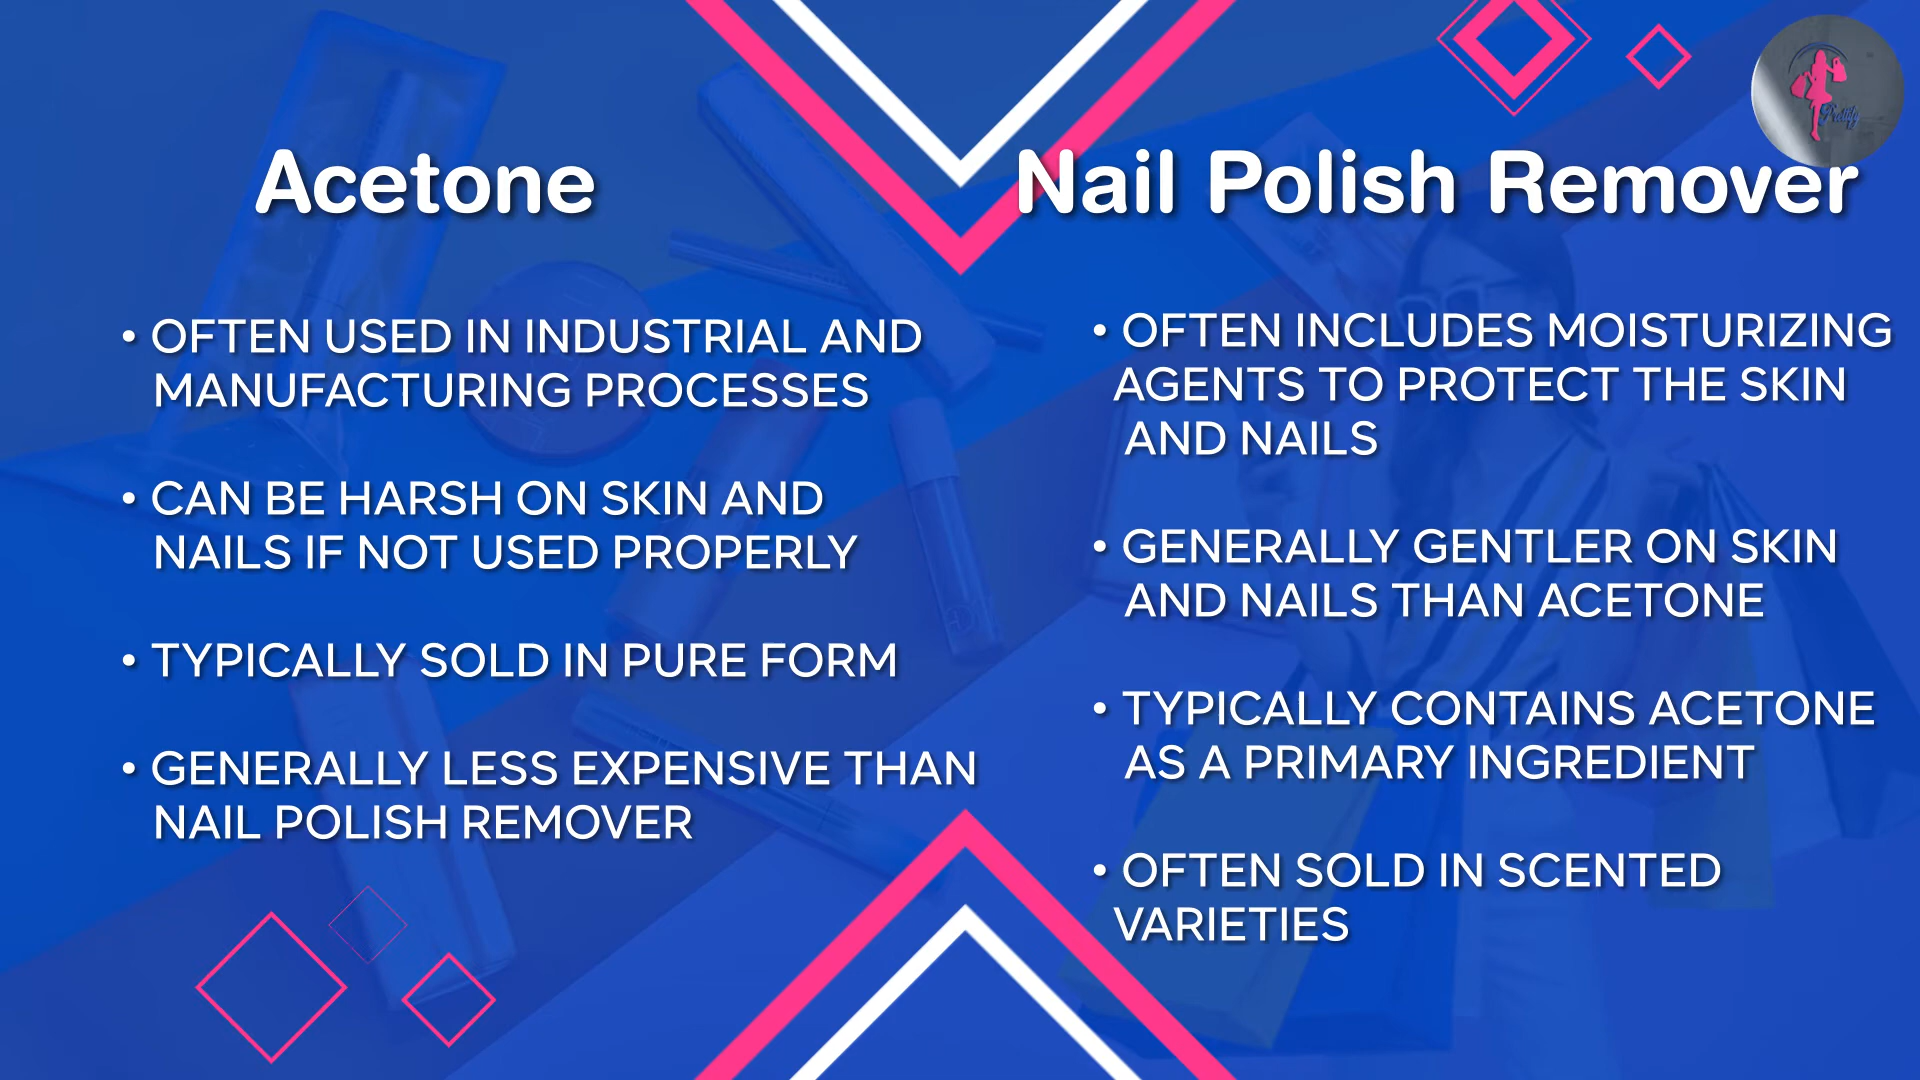 Acetone
• OFTEN USED IN INDUSTRIAL AND
MANUFACTURING PROCESSES
• CAN BE HARSH ON SKIN AND
NAILS IF NOT USED PROPERLY
• TYPICALLY SOLD IN PURE FORM
• GENERALLY LESS EXPENSIVE THAN
NAIL POLISH REMOVER
Nail Polish Remover
• OFTEN INCLUDES MOISTURIZING
AGENTS TO PROTECT THE SKIN
AND NAILS
• GENERALLY GENTLER ON SKIN
AND NAILS THAN ACETONE
• TYPICALLY CONTAINS ACETONE
AS A PRIMARY INGREDIENT
• OFTEN SOLD IN SCENTED
VARIETIES